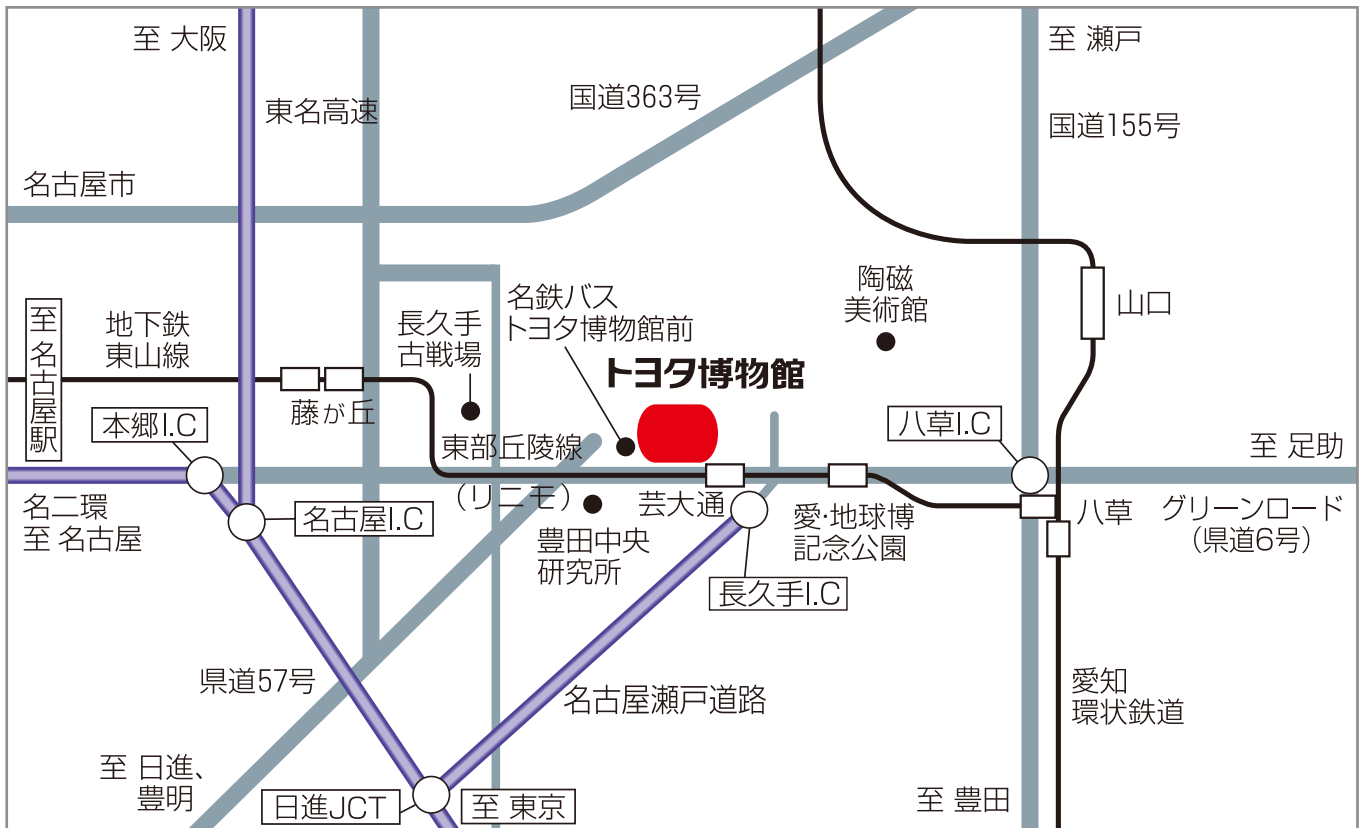 至 大阪
東名高速
国道363号
至 瀬戸
国道155号
名古屋市
至 名古屋駅
地下鉄
東山線
長久手
古戦場
名鉄バス
トヨタ博物館前
陶磁
美術館
山口
トヨタ博物館
藤が丘
本郷I.C
東部丘陵線
(リニモ)
八草I.C
至 足助
名二環
至 名古屋
名古屋I.C
豊田中央
研究所
芸大通
愛・地球博
記念公園
八草
グリーンロード
(県道6号)
長久手I.C
県道57号
名古屋瀬戸道路
愛知
環状鉄道
至 日進、
豊明
日進JCT
至 東京
至 豊田